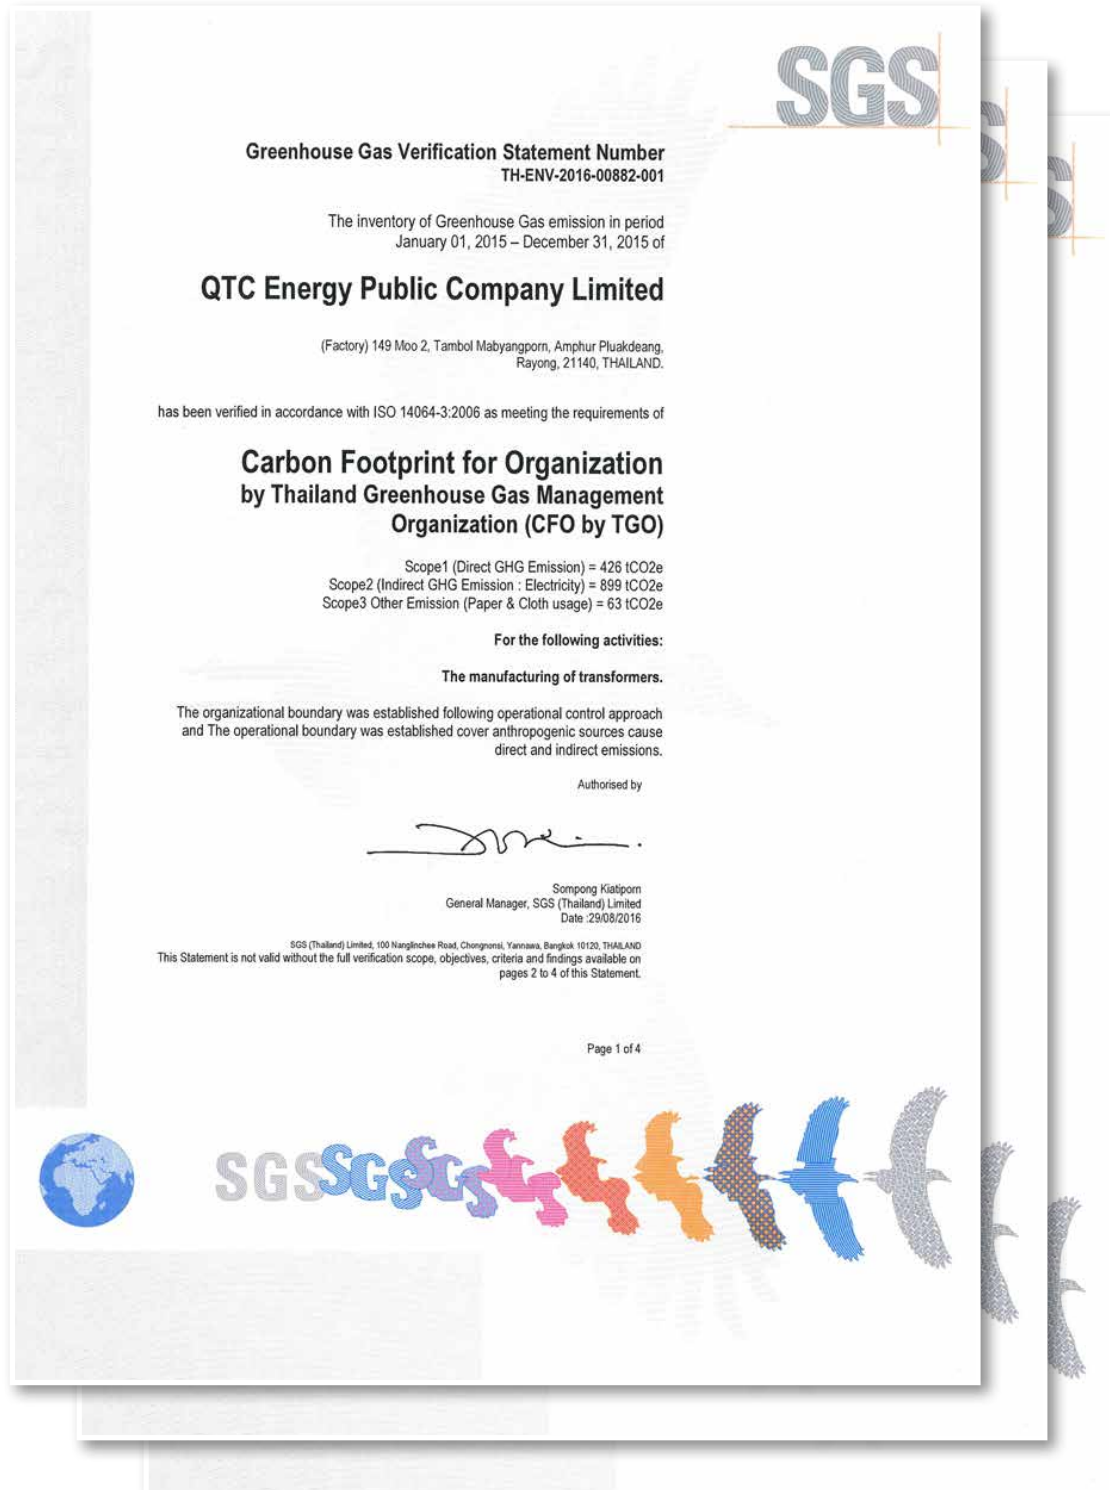 SGS
Greenhouse Gas Verification Statement Number
TH-ENV-2016-00882-001
The inventory of Greenhouse Gas emission in period
January 01, 2015 – December 31, 2015 of
QTC Energy Public Company Limited
(Factory) 149 Moo 2, Tambol Mabyangporn, Amphur Pluakdeang,
Rayong, 21140, THAILAND.
has been verified in accordance with ISO 14064-3:2006 as meeting the requirements of
Carbon Footprint for Organization
by Thailand Greenhouse Gas Management
Organization (CFO by TGO)
Scope1 (Direct GHG Emission) = 426 tCO2e
Scope2 (Indirect GHG Emission : Electricity) = 899 tCO2e
Scope3 Other Emission (Paper & Cloth usage) = 63 tCO2e
For the following activities:
The manufacturing of transformers.
The organizational boundary was established following operational control approach
and The operational boundary was established cover anthropogenic sources cause
direct and indirect emissions.
Authorised by
Sompong Kiatiporn
General Manager, SGS (Thailand) Limited
Date :29/08/2016
SGS (Thailand) Limited, 100 Nanglinchee Road, Chongnonsi, Yannawa, Bangkok 10120, THAILAND
This Statement is not valid without the full verification scope, objectives, criteria and findings available on
pages 2 to 4 of this Statement.
Page 1 of 4
SGSSGSSGS